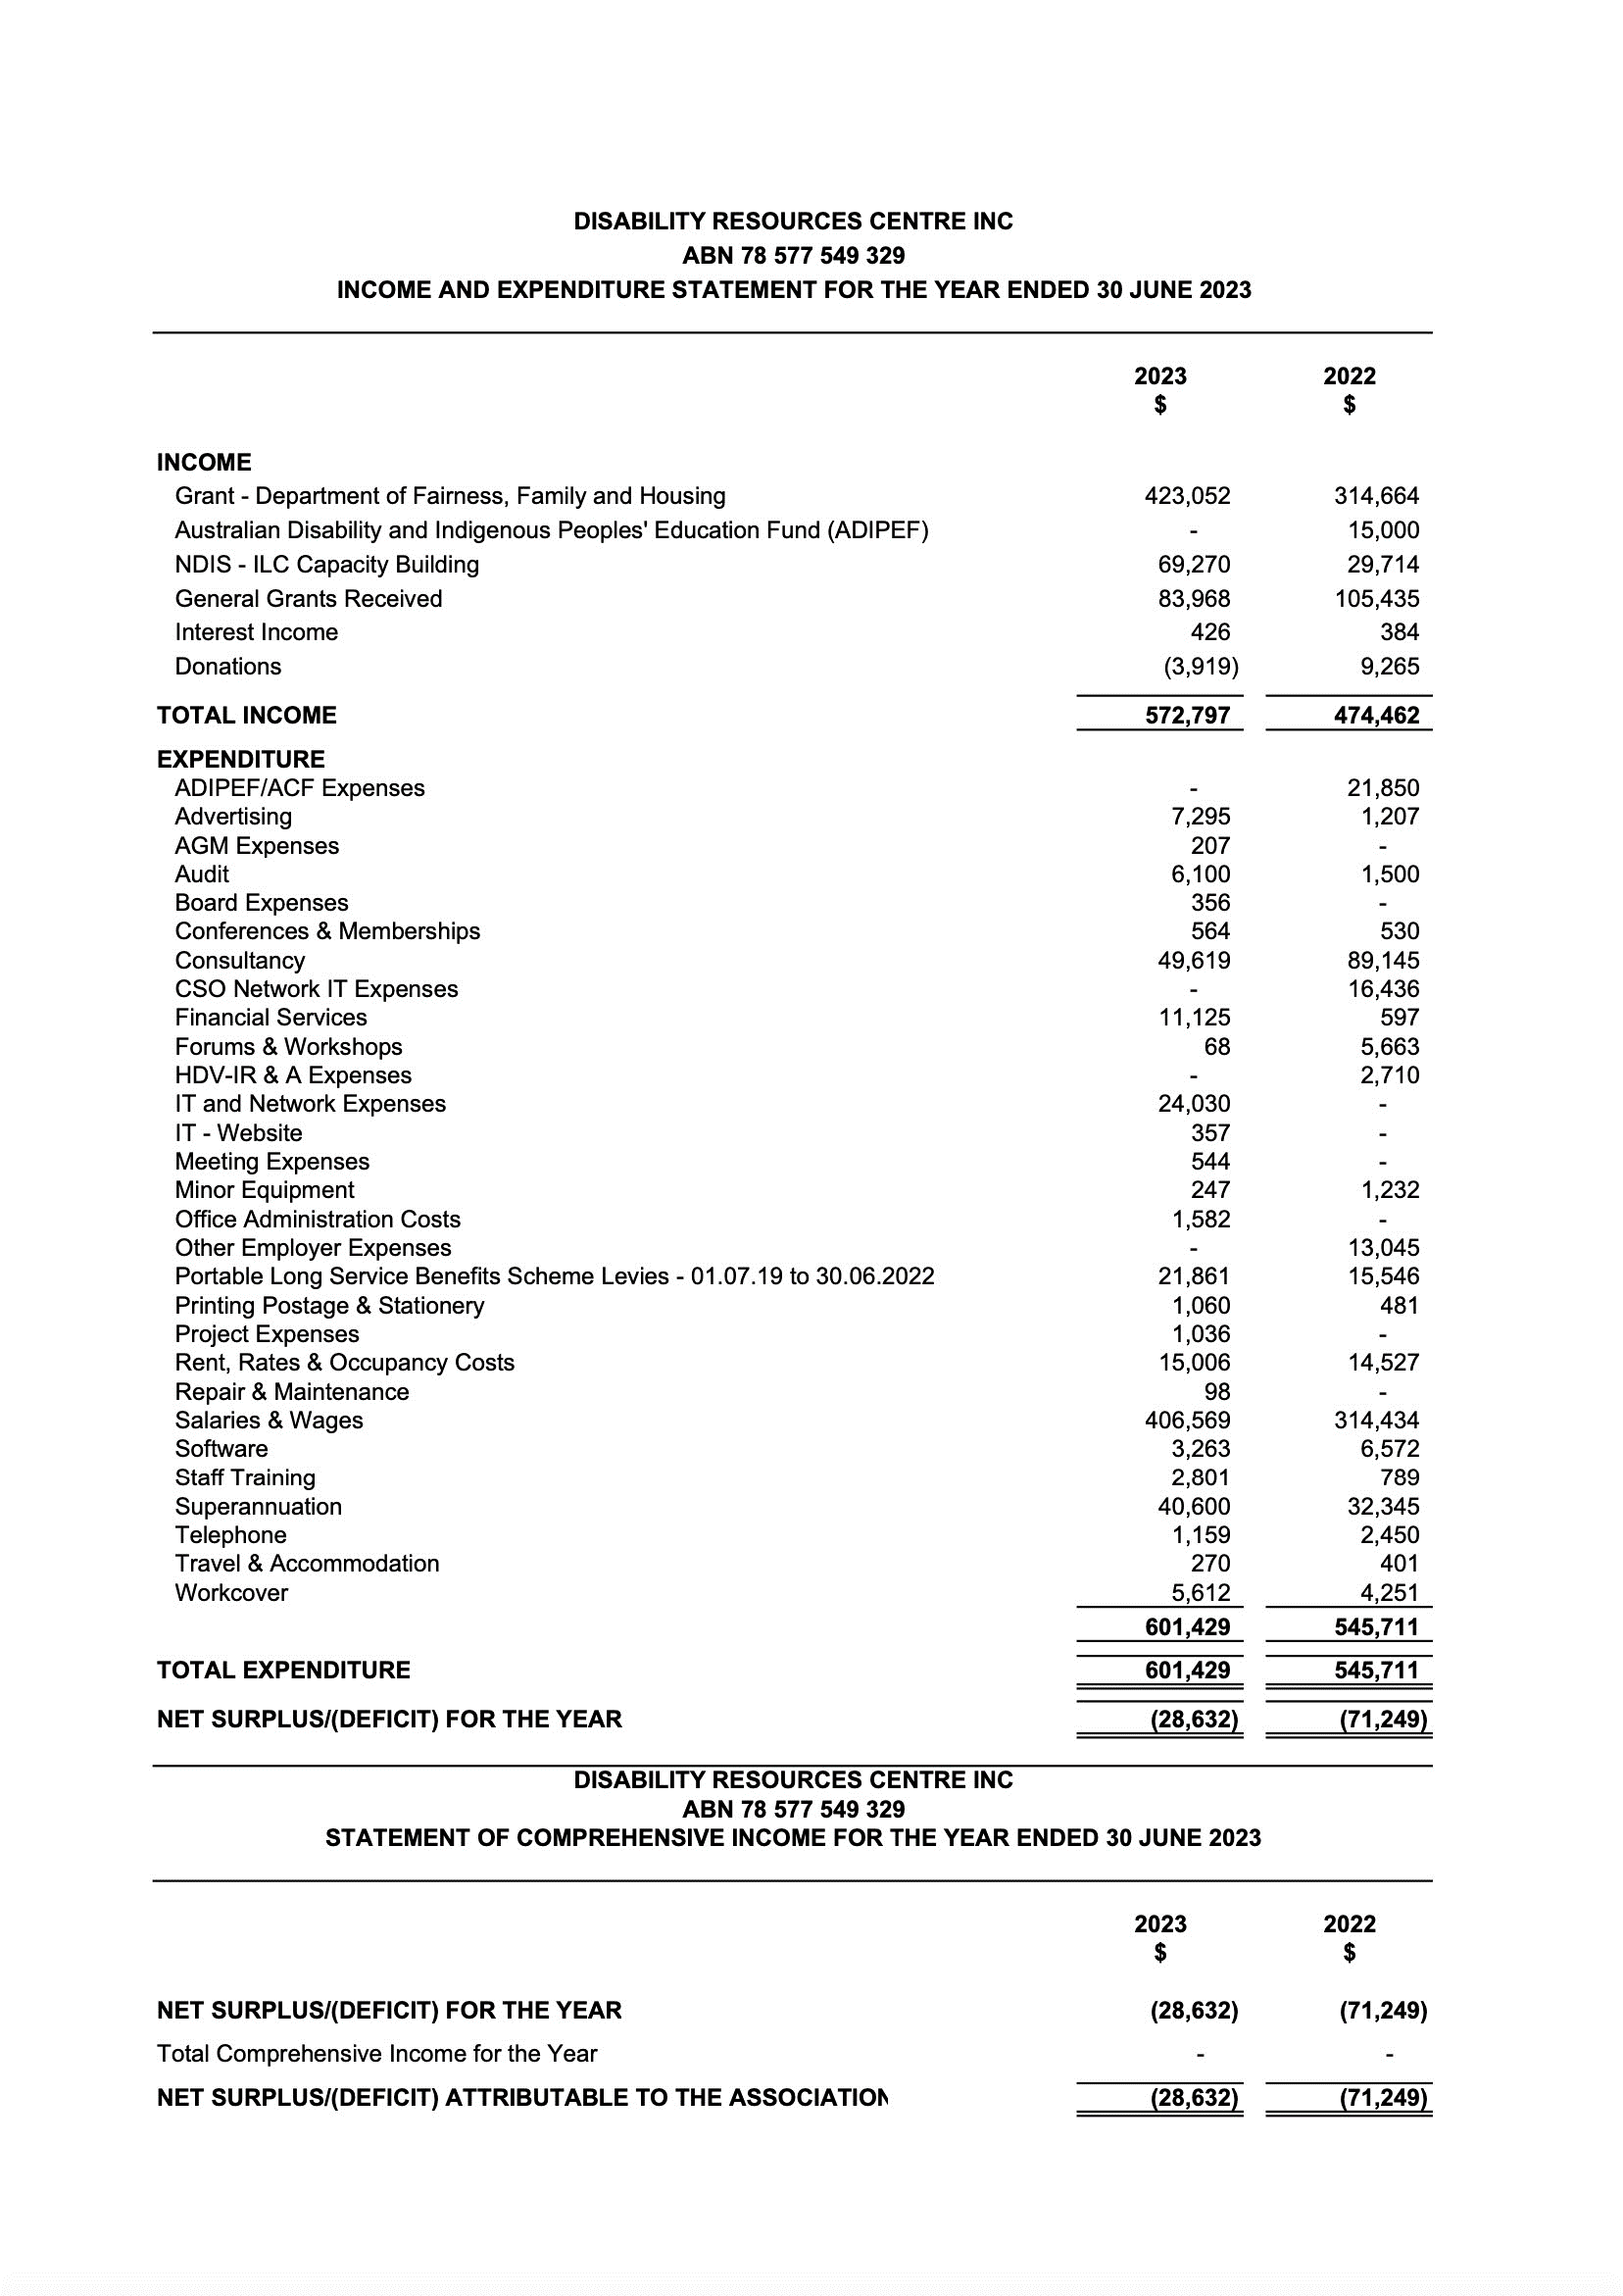 DISABILITY RESOURCES CENTRE INC
ABN 78 577 549 329
INCOME AND EXPENDITURE STATEMENT FOR THE YEAR ENDED 30 JUNE 2023
2023 2022
$ $
INCOME
Grant - Department of Fairness, Family and Housing 423,052 314,664
Australian Disability and Indigenous Peoples' Education Fund (ADIPEF) - 15,000
NDIS - ILC Capacity Building 69,270 29,714
General Grants Received 83,968 105,435
Interest Income 426 384
Donations (3,919) 9,265
TOTAL INCOME 572,797 474,462
EXPENDITURE
ADIPEF/ACF Expenses - 21,850
Advertising 7,295 1,207
AGM Expenses 207 -
Audit 6,100 1,500
Board Expenses 356 -
Conferences & Memberships 564 530
Consultancy 49,619 89,145
CSO Network IT Expenses - 16,436
Financial Services 11,125 597
Forums & Workshops 68 5,663
HDV-IR & A Expenses - 2,710
IT and Network Expenses 24,030 -
IT - Website 357 -
Meeting Expenses 544 -
Minor Equipment 247 1,232
Office Administration Costs 1,582 -
Other Employer Expenses - 13,045
Portable Long Service Benefits Scheme Levies - 01.07.19 to 30.06.2022 21,861 15,546
Printing Postage & Stationery 1,060 481
Project Expenses 1,036 -
Rent, Rates & Occupancy Costs 15,006 14,527
Repair & Maintenance 98 -
Salaries & Wages 406,569 314,434
Software 3,263 6,572
Staff Training 2,801 789
Superannuation 40,600 32,345
Telephone 1,159 2,450
Travel & Accommodation 270 401
Workcover 5,612 4,251
601,429 545,711
TOTAL EXPENDITURE 601,429 545,711
NET SURPLUS/(DEFICIT) FOR THE YEAR (28,632) (71,249)
DISABILITY RESOURCES CENTRE INC
ABN 78 577 549 329
STATEMENT OF COMPREHENSIVE INCOME FOR THE YEAR ENDED 30 JUNE 2023
2023 2022
$ $
NET SURPLUS/(DEFICIT) FOR THE YEAR (28,632) (71,249)
Total Comprehensive Income for the Year - -
NET SURPLUS/(DEFICIT) ATTRIBUTABLE TO THE ASSOCIATION (28,632) (71,249)